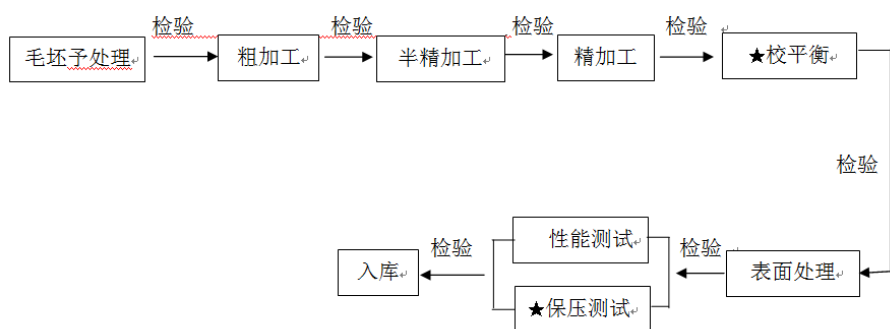 检验 检验 检验 检验
毛坯予处理 粗加工 半精加工 精加工 ★校平衡
检验
性能测试
检验 检验
入库 表面处理
★保压测试